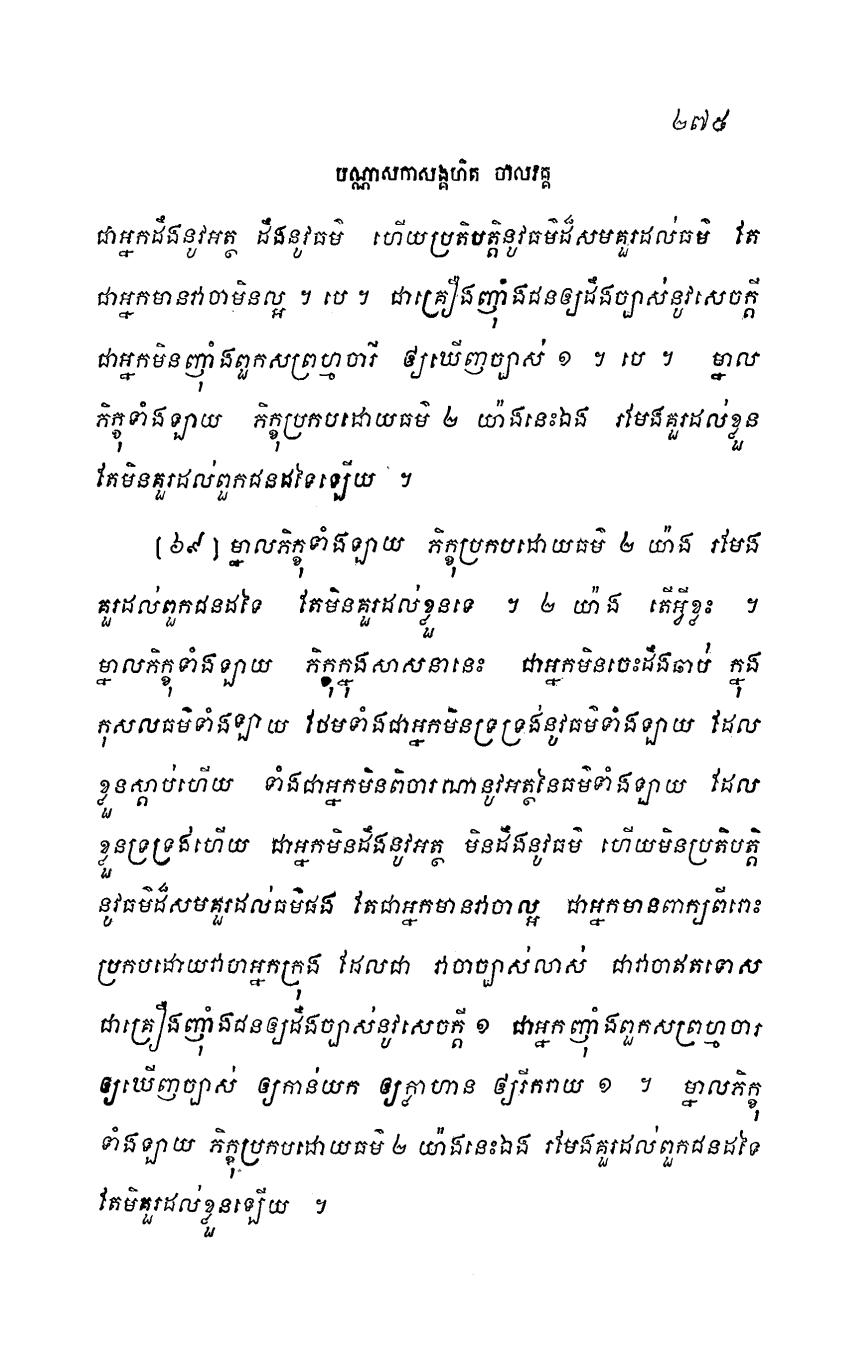 ២៧៩
បណ្ណាសកាសង្គហិត ចាលវគ្គ
ជាអ្នកដឹងនូវអត្ថ ដឹងនូវធម៌ ហើយប្រតិបត្តិនូវធម៌ដ៏សមគួរដល់ធម៌ តែ
ជាអ្នកមានវាចាមិនល្អ ។ បេ ។ ជាគ្រឿងញុំាងជនឲ្យដឹងច្បាស់នូវសេចក្តី
ជាអ្នកមិនញុំាងពួកសព្រហ្មចារី ឲ្យឃើញច្បាស់ ១ ។ បេ ។ ម្នាល
ភិក្ខុទាំងឡាយ ភិក្ខុប្រកបដោយធម៌ ២ យ៉ាងនេះឯង រមែងគួរដល់ខ្លួន
តែមិនគួរដល់ពួកជនដទៃឡើយ ។
[៦៩] ម្នាលភិក្ខុទាំងឡាយ ភិក្ខុប្រកបដោយធម៌ ២ យ៉ាង រមែង
គួរដល់ពួកជនដទៃ តែមិនគួរដល់ខ្លួនទេ ។ ២ យ៉ាង តើអ្វីខ្លះ ។
ម្នាលភិក្ខុទាំងឡាយ ភិក្ខុក្នុងសាសនានេះ ជាអ្នកមិនចេះដឹងឆាប់ ក្នុង
កុសលធម៌ទាំងឡាយ ថែមទាំងជាអ្នកមិនទ្រទ្រង់នូវធម៌ទាំងឡាយ ដែល
ខ្លួនស្តាប់ហើយ ទាំងជាអ្នកមិនពិចារណានូវអត្ថនៃធម៌ទាំងឡាយ ដែល
ខ្លួនទ្រទ្រង់ហើយ ជាអ្នកមិនដឹងនូវអត្ថ មិនដឹងនូវធម៌ ហើយមិនប្រតិបត្តិ
នូវធម៌ដ៏សមគួរដល់ធម៌ផង តែជាអ្នកមានវាចាល្អ ជាអ្នកមានពាក្យពីរោះ
ប្រកបដោយវាចាអ្នកក្រុង ដែលជា វាចាច្បាស់លាស់ ជាវាចាឥតទោស
ជាគ្រឿងញុំាងជនឲ្យដឹងច្បាស់នូវសេចក្តី ១ ជាអ្នកញុំាងពួកសព្រហ្មចារ
ឲ្យឃើញច្បាស់ ឲ្យកាន់យក ឲ្យក្លាហាន ឲ្យរីករាយ ១ ។ ម្នាលភិក្ខុ
ទាំងឡាយ ភិក្ខុប្រកបដោយធម៌ ២ យ៉ាងនេះឯង រមែងគួរដល់ពួកជនដទៃ
តែមិគួរដល់ខ្លួនឡើយ ។